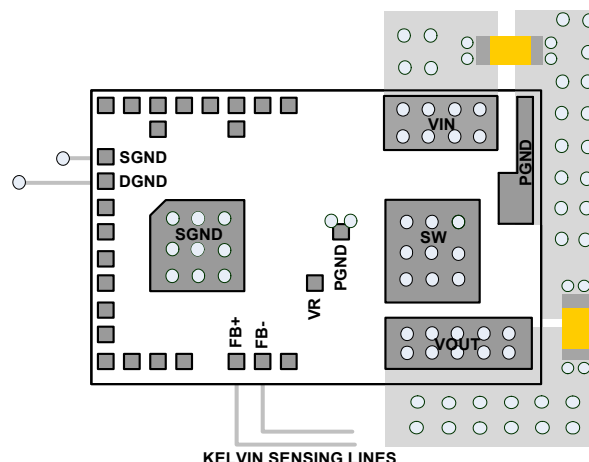 VIN
SGND
DGND
PGND
SGND
SW
PGND
VR
FB+
FB-
VOUT
KELVIN SENSING LINES